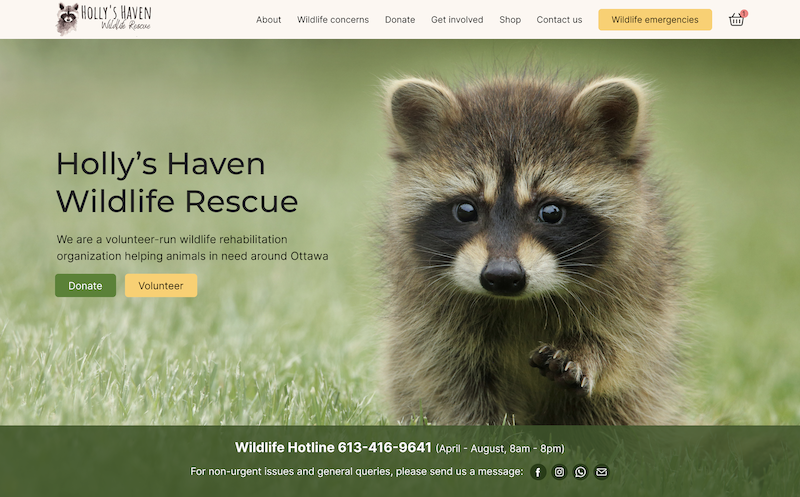 Holly's Haven
Wildlife Rescue
About Wildlife concerns Donate Get involved Shop Contact us Wildlife emergencies 1
Holly's Haven
Wildlife Rescue
We are a volunteer-run wildlife rehabilitation
organization helping animals in need around Ottawa
Donate Volunteer
Wildlife Hotline 613-416-9641 (April - August, 8am - 8pm)
For non-urgent issues and general queries, please send us a message: